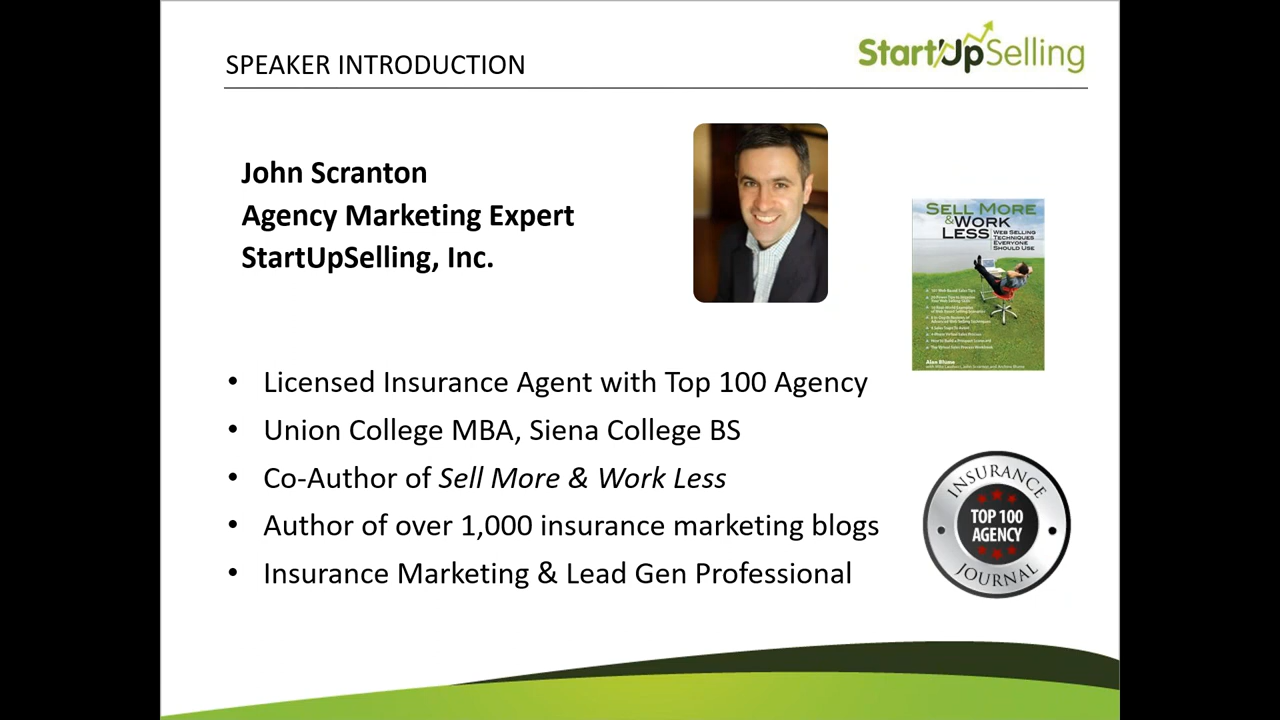 SPEAKER INTRODUCTION
StartUpSelling
John Scranton
Agency Marketing Expert
StartUpSelling, Inc.
SELL MORE
& WORK
LESS
WEB SELLING
TECHNIQUES
EVERYONE
SHOULD USE
Alan Blume
• Licensed Insurance Agent with Top 100 Agency
• Union College MBA, Siena College BS
• Co-Author of Sell More & Work Less
• Author of over 1,000 insurance marketing blogs
• Insurance Marketing & Lead Gen Professional
INSURANCE
TOP 100
AGENCY
JOURNAL